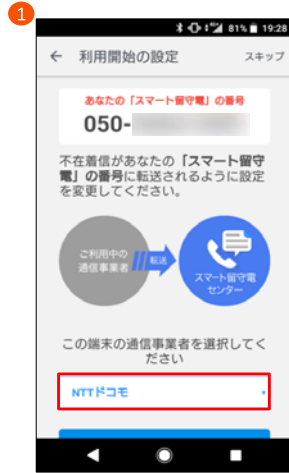 1
81% 19:28
← 利用開始の設定 スキップ
あなたの「スマート留守電」の番号
050-
不在着信があなたの「スマート留守
電」の番号に転送されるように設定
を変更してください。
ご利用中の
通信事業者
転送
スマート留守電
センター
この端末の通信事業者を選択してく
ださい
NTTドコモ